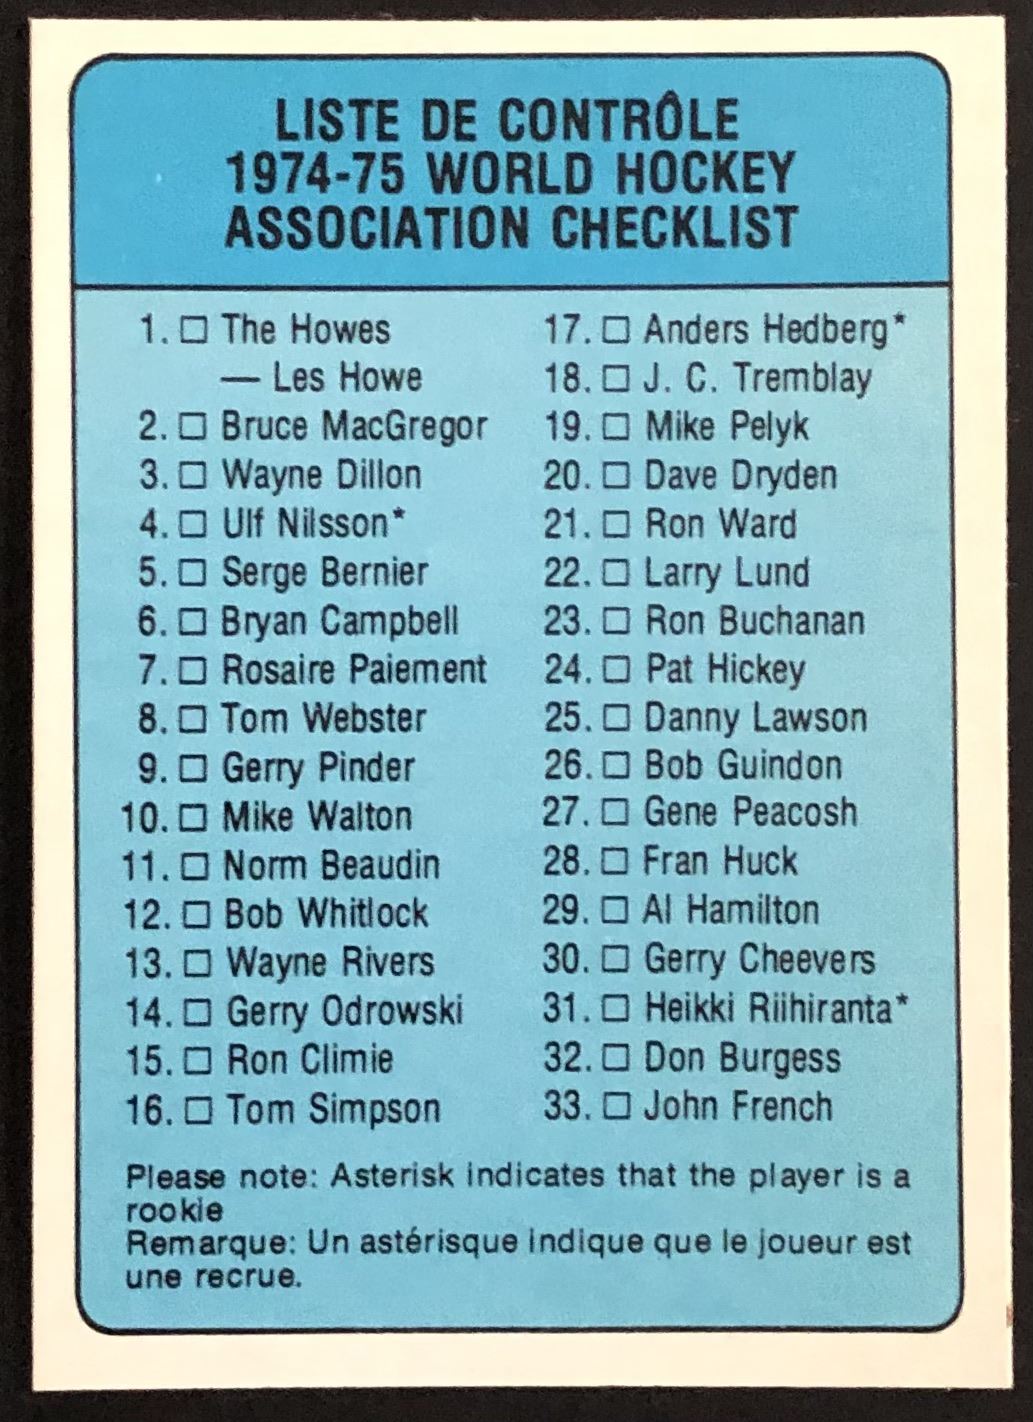 LISTE DE CONTRÔLE
1974-75 WORLD HOCKEY
ASSOCIATION CHECKLIST
1. □ The Howes
— Les Howe
2. □ Bruce MacGregor
3. □ Wayne Dillon
4. □ Ulf Nilsson*
5. □ Serge Bernier
6. □ Bryan Campbell
7. □ Rosaire Paiement
8. □ Tom Webster
9. □ Gerry Pinder
10. □ Mike Walton
11. □ Norm Beaudin
12. □ Bob Whitlock
13. □ Wayne Rivers
14. □ Gerry Odrowski
15. □ Ron Climie
16. □ Tom Simpson
17. □ Anders Hedberg*
18. □ J. C. Tremblay
19. □ Mike Pelyk
20. □ Dave Dryden
21. □ Ron Ward
22. □ Larry Lund
23. □ Ron Buchanan
24. □ Pat Hickey
25. □ Danny Lawson
26. □ Bob Guindon
27. □ Gene Peacosh
28. □ Fran Huck
29. □ Al Hamilton
30. □ Gerry Cheevers
31. □ Heikki Riihiranta*
32. □ Don Burgess
33. □ John French
Please note: Asterisk indicates that the player is a
rookie
Remarque: Un astérisque indique que le joueur est
une recrue.